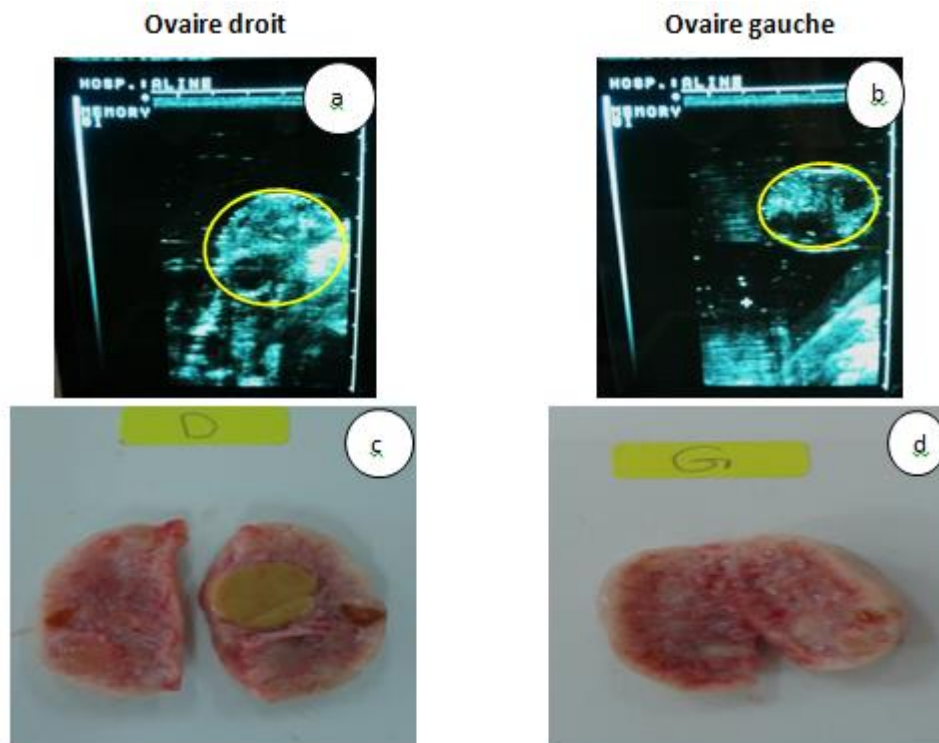 Ovaire droit
Ovaire gauche
HOSP.:ALINE
MEMORY
01
a
HOSP.:ALINE
MEMORY
01
b
D
c
G
d